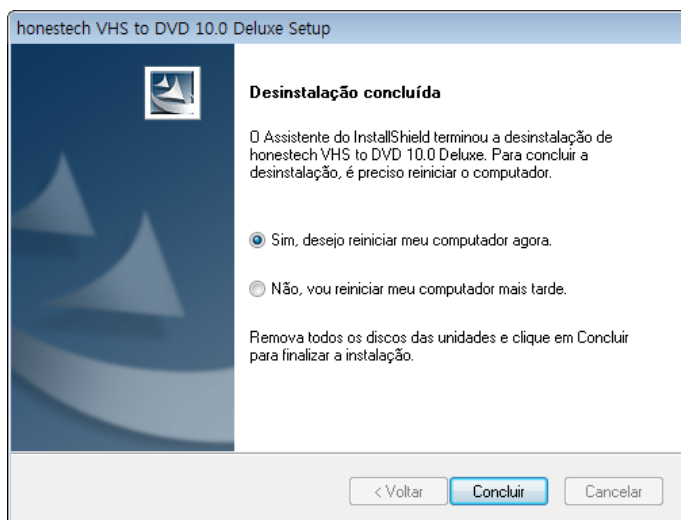 honestech VHS to DVD 10.0 Deluxe Setup
Desinstalação concluída
O Assistente do InstallShield terminou a desinstalação de
honestech VHS to DVD 10.0 Deluxe. Para concluir a
desinstalação, é preciso reiniciar o computador.
Sim, desejo reiniciar meu computador agora.
Não, vou reiniciar meu computador mais tarde.
Remova todos os discos das unidades e clique em Concluir
para finalizar a instalação.
< Voltar
Concluir
Cancelar